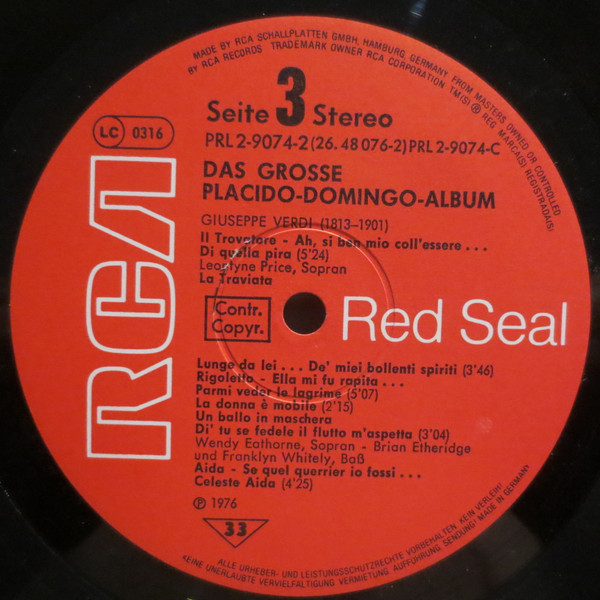 MADE BY RCA SCHALLPLATTEN GMBH, HAMBURG, GERMANY, FROM MASTERS OWNED OR CONTROLLED
BY RCA RECORDS TRADEMARK OWNER RCA CORPORATION TM(S) ® REG. MARCA(S) REGISTRADA(S)
Seite 3 Stereo
LC 0316
PRL 2-9074-2 (26. 48 076-2) PRL 2-9074-C
DAS GROSSE
PLACIDO-DOMINGO-ALBUM
GIUSEPPE VERDI (1813–1901)
Il Trovatore - Ah, si ben mio coll'essere . . .
Di quella pira (5'24)
Leontyne Price, Sopran
La Traviata
RCA
Contr.
Copyr.
Red Seal
Lunge da lei . . . De' miei bollenti spiriti (3'46)
Rigoletto - Ella mi fu rapita . . .
Parmi veder le lagrime (5'07)
La donna è mobile (2'15)
Un ballo in maschera
Di' tu se fedele il flutto m'aspetta (3'04)
Wendy Eathorne, Sopran - Brian Etheridge
und Franklyn Whitely, Baß
Aida - Se quel querrier io fossi . . .
Celeste Aida (4'25)
℗ 1976
33
ALLE URHEBER- UND LEISTUNGSSCHUTZRECHTE VORBEHALTEN. KEIN VERLEIH!
KEINE UNERLAUBTE VERVIELFÄLTIGUNG, VERMIETUNG, AUFFÜHRUNG, SENDUNG! MADE IN GERMANY